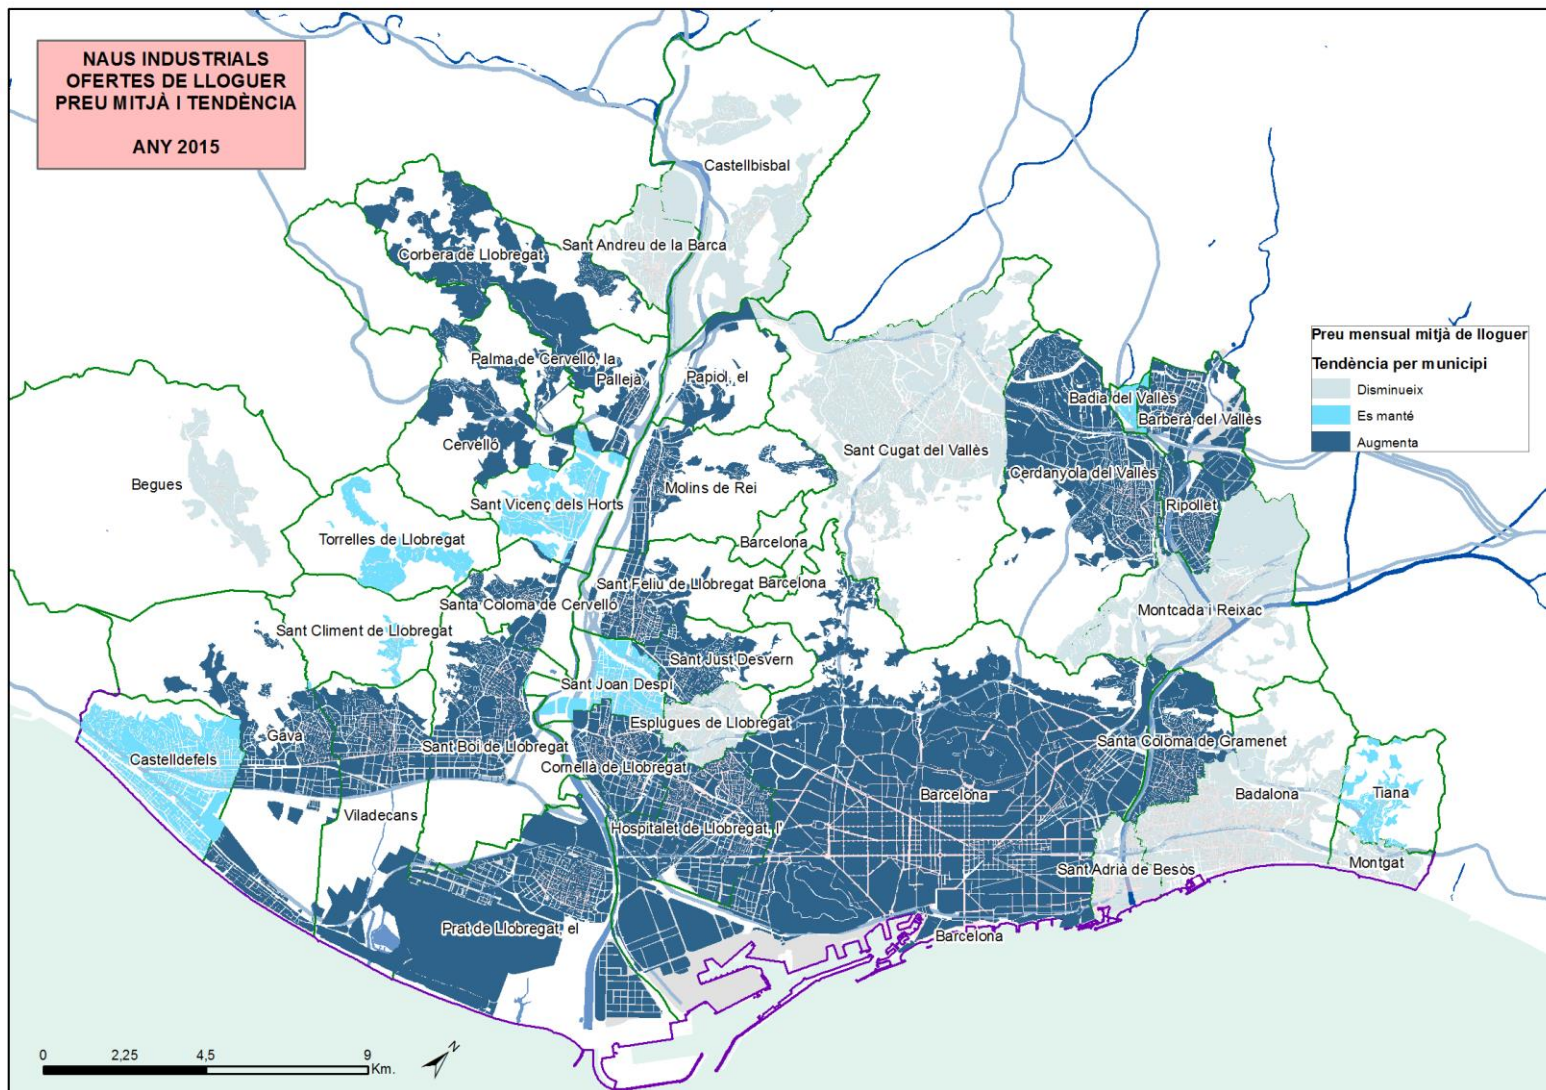 NAUS INDUSTRIALS
OFERTES DE LLOGUER
PREU MITJÀ I TENDÈNCIA
ANY 2015
Castellbisbal
Sant Andreu de la Barca
Corbera de Llobregat
Preu mensual mitjà de lloguer
Tendència per municipi
Disminueix
Es manté
Augmenta
Palma de Cervelló, la
Pallejà
Papiol, el
Badia del Vallès
Barberà del Vallès
Cervelló
Sant Cugat del Vallès
Cerdanyola del Vallès
Begues
Molins de Rei
Sant Vicenç dels Horts
Ripollet
Torrelles de Llobregat
Barcelona
Sant Feliu de Llobregat
Barcelona
Santa Coloma de Cervelló
Montcada i Reixac
Sant Climent de Llobregat
Sant Just Desvern
Sant Joan Despí
Esplugues de Llobregat
Gavà
Sant Boi de Llobregat
Santa Coloma de Gramenet
Castelldefels
Cornellà de Llobregat
Barcelona
Badalona
Tiana
Viladecans
Hospitalet de Llobregat, l'
Montgat
Sant Adrià de Besòs
Prat de Llobregat, el
Barcelona
N
0 2,25 4,5 9
Km.